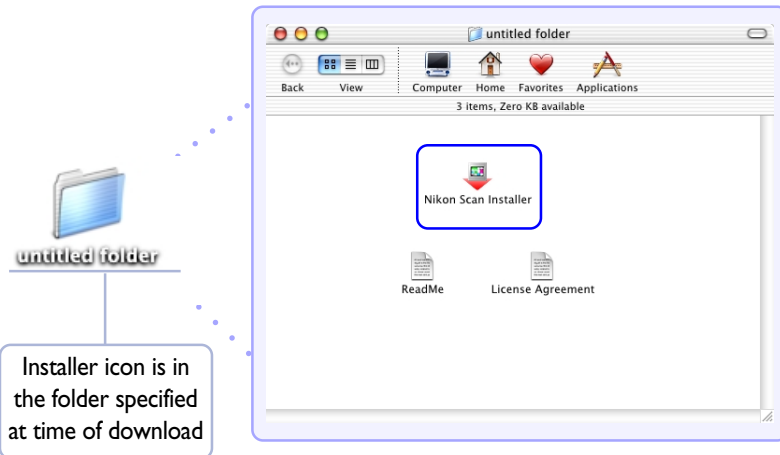 untitled folder
Back
View
Computer
Home
Favorites
Applications
3 items, Zero KB available
Nikon Scan Installer
ReadMe
License Agreement
untitled folder
Installer icon is in
the folder specified
at time of download